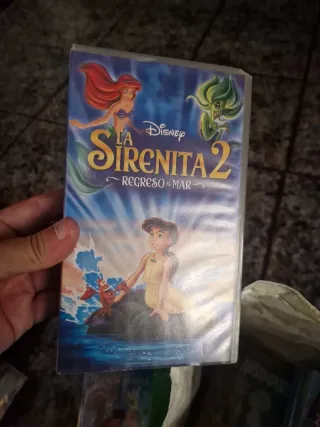 Disney
LA
SIRENITA 2
REGRESO AL MAR